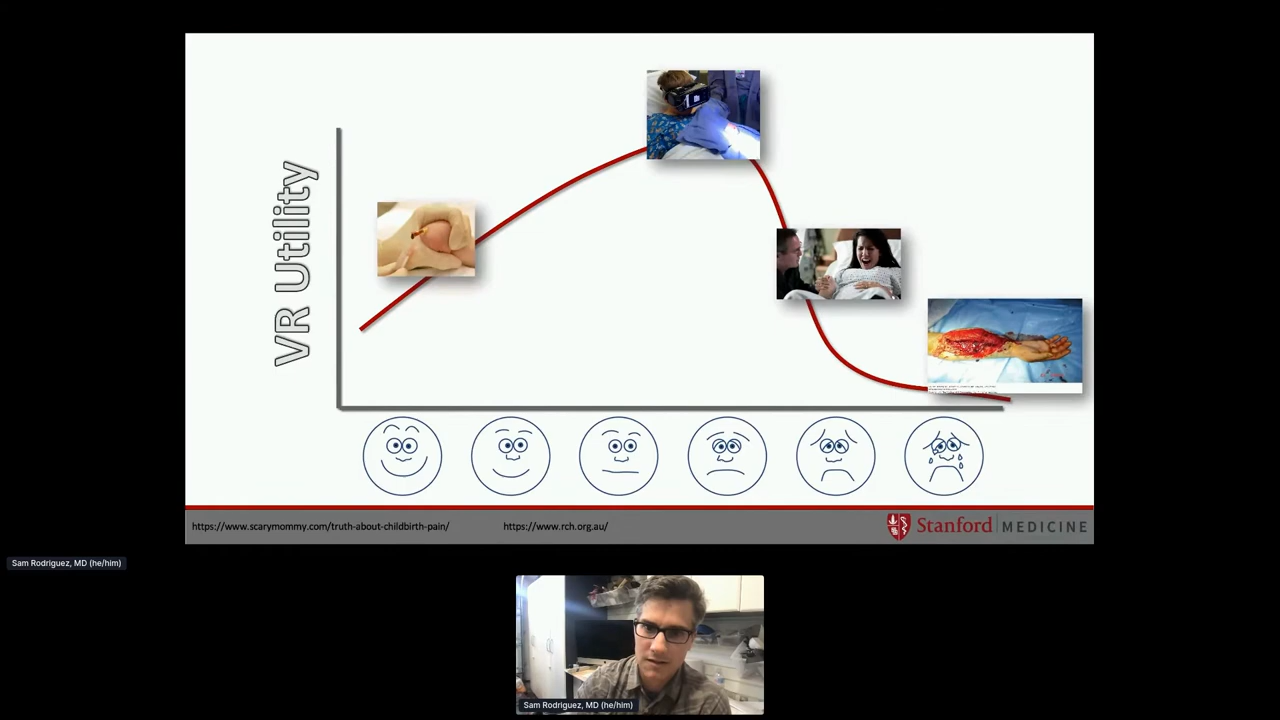 VR Utility
https://www.scarymommy.com/truth-about-childbirth-pain/
https://www.rch.org.au/
Stanford MEDICINE
Sam Rodriguez, MD (he/him)
Sam Rodriguez, MD (he/him)